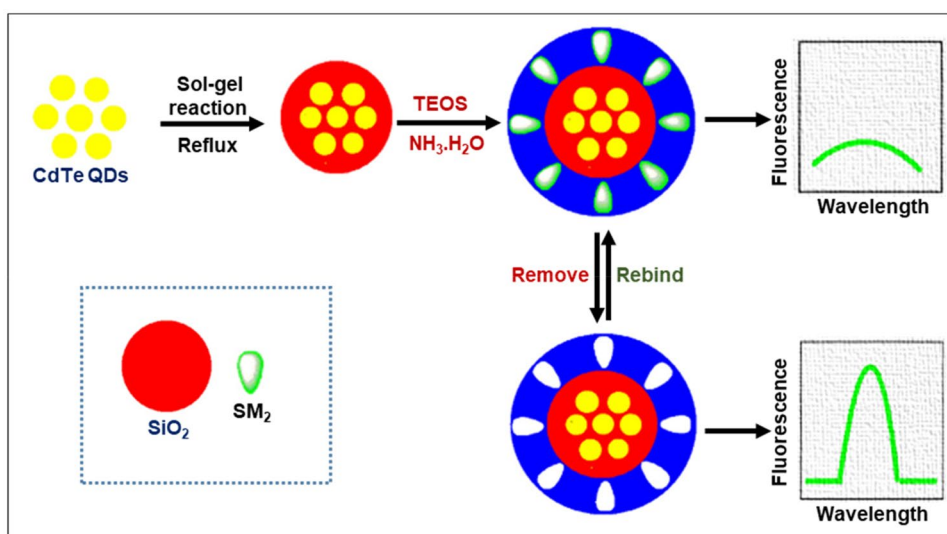 CdTe QDs
Sol-gel
reaction
Reflux
TEOS
NH₃.H₂O
Fluorescence
Wavelength
Remove
Rebind
SiO₂
SM₂
Fluorescence
Wavelength